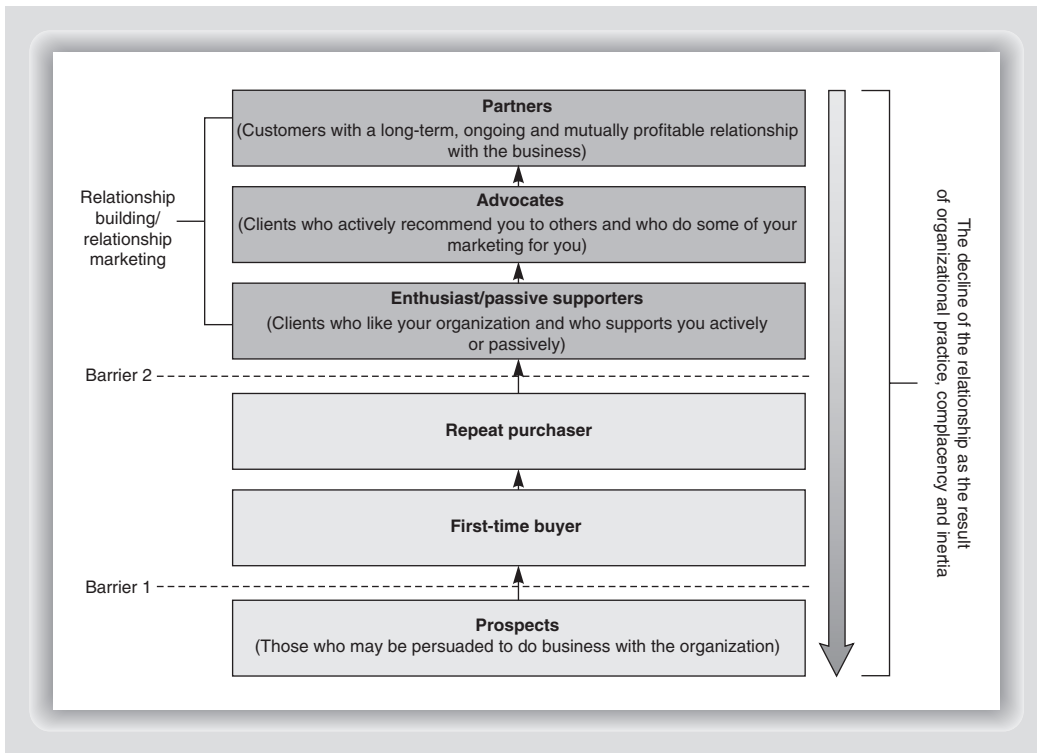 Partners
(Customers with a long-term, ongoing and mutually profitable relationship
with the business)
Relationship
building/
relationship
marketing
Advocates
(Clients who actively recommend you to others and who do some of your
marketing for you)
Enthusiast/passive supporters
(Clients who like your organization and who supports you actively
or passively)
Barrier 2
Repeat purchaser
First-time buyer
Barrier 1
Prospects
(Those who may be persuaded to do business with the organization)
The decline of the relationship as the result
of organizational practice, complacency and inertia